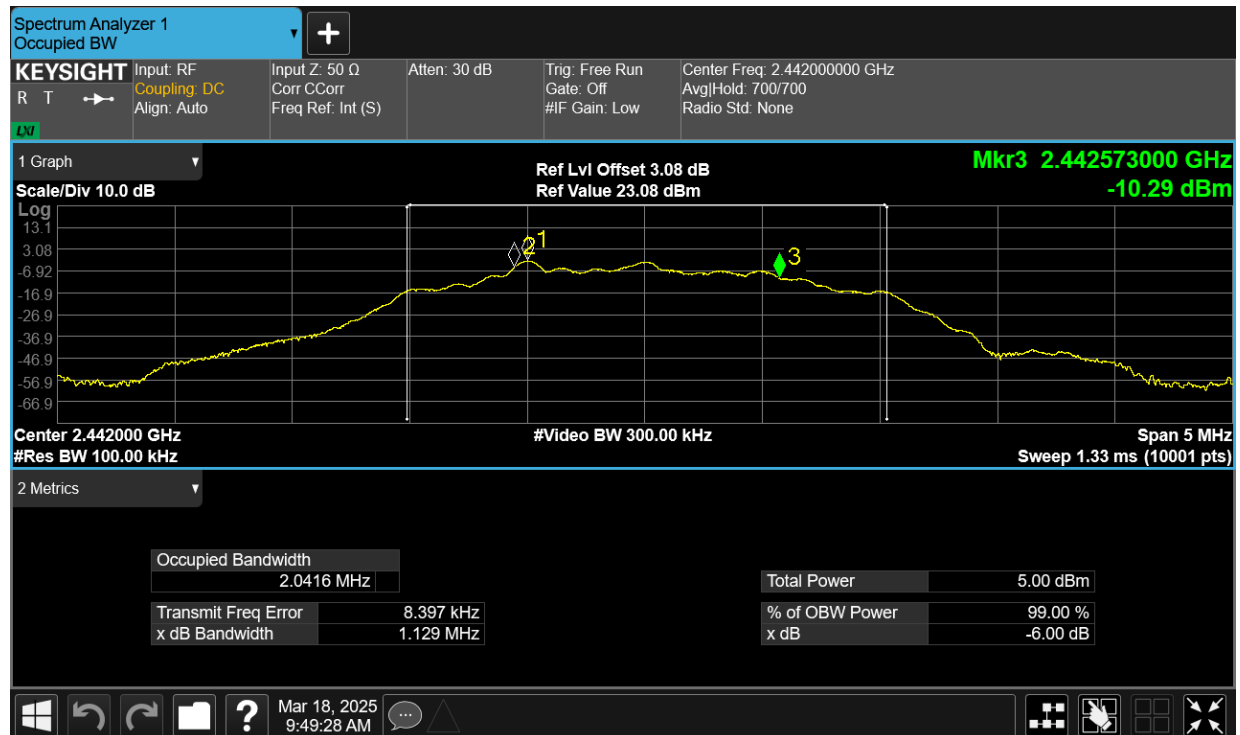 Spectrum Analyzer 1
Occupied BW
KEYSIGHT
R T
LXI
Input: RF
Coupling: DC
Align: Auto
Input Z: 50 Ω
Corr CCorr
Freq Ref: Int (S)
Atten: 30 dB
Trig: Free Run
Gate: Off
#IF Gain: Low
Center Freq: 2.442000000 GHz
Avg|Hold: 700/700
Radio Std: None
1 Graph
Scale/Div 10.0 dB
Ref Lvl Offset 3.08 dB
Ref Value 23.08 dBm
Mkr3 2.442573000 GHz
-10.29 dBm
Log
13.1
3.08
-6.92
-16.9
-26.9
-36.9
-46.9
-56.9
-66.9
2 1
3
Center 2.442000 GHz
#Res BW 100.00 kHz
#Video BW 300.00 kHz
Span 5 MHz
Sweep 1.33 ms (10001 pts)
2 Metrics
Occupied Bandwidth
2.0416 MHz
Transmit Freq Error 8.397 kHz
x dB Bandwidth 1.129 MHz
Total Power 5.00 dBm
% of OBW Power 99.00 %
x dB -6.00 dB
?
Mar 18, 2025
9:49:28 AM